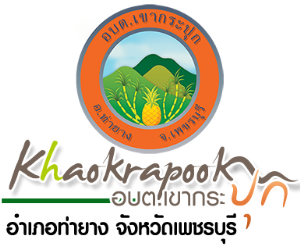 อบต.เขากระปุก
อ.ท่ายาง จ.เพชรบุรี
Khaokrapook
อบต.เขากระปุก
อำเภอท่ายาง จังหวัดเพชรบุรี